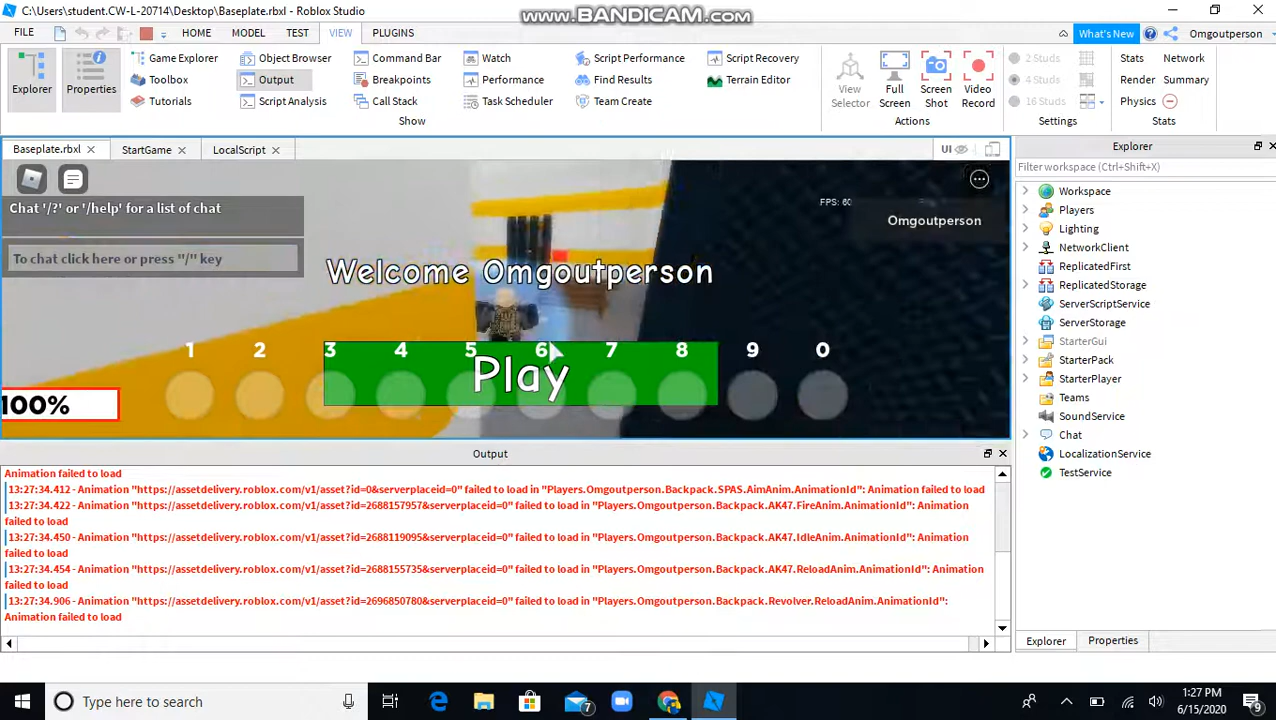 C:\Users\student.CW-L-20714\Desktop\Baseplate.rbxl - Roblox Studio
www.BANDICAM.com
FILE HOME MODEL TEST VIEW PLUGINS What's New Omgoutperson
Game Explorer Object Browser Command Bar Watch Script Performance Script Recovery 2 Studs Stats Network
Toolbox Output Breakpoints Performance Find Results Terrain Editor 4 Studs Render Summary
Explorer Properties View Selector Full Screen Screen Shot Video Record
Tutorials Script Analysis Call Stack Task Scheduler Team Create 16 Studs Physics
Show Actions Settings Stats
Baseplate.rbxl StartGame LocalScript UI Explorer
Filter workspace (Ctrl+Shift+X)
Chat '/?' or '/help' for a list of chat
To chat click here or press "/" key
FPS: 60
Omgoutperson
Welcome Omgoutperson
1 2 3 4 5 6 7 8 9 0
Play
100%
Workspace
Players
Lighting
NetworkClient
ReplicatedFirst
ReplicatedStorage
ServerScriptService
ServerStorage
StarterGui
StarterPack
StarterPlayer
Teams
SoundService
Chat
LocalizationService
TestService
Output
Animation failed to load
13:27:34.412 - Animation "https://assetdelivery.roblox.com/v1/asset?id=0&serverplaceid=0" failed to load in "Players.Omgoutperson.Backpack.SPAS.AimAnim.AnimationId": Animation failed to load
13:27:34.422 - Animation "https://assetdelivery.roblox.com/v1/asset?id=2688157957&serverplaceid=0" failed to load in "Players.Omgoutperson.Backpack.AK47.FireAnim.AnimationId": Animation
failed to load
13:27:34.450 - Animation "https://assetdelivery.roblox.com/v1/asset?id=2688119095&serverplaceid=0" failed to load in "Players.Omgoutperson.Backpack.AK47.IdleAnim.AnimationId": Animation
failed to load
13:27:34.454 - Animation "https://assetdelivery.roblox.com/v1/asset?id=2688155735&serverplaceid=0" failed to load in "Players.Omgoutperson.Backpack.AK47.ReloadAnim.AnimationId": Animation
failed to load
13:27:34.906 - Animation "https://assetdelivery.roblox.com/v1/asset?id=2696850780&serverplaceid=0" failed to load in "Players.Omgoutperson.Backpack.Revolver.ReloadAnim.AnimationId":
Animation failed to load
Explorer Properties
Type here to search
7
1:27 PM
6/15/2020
9